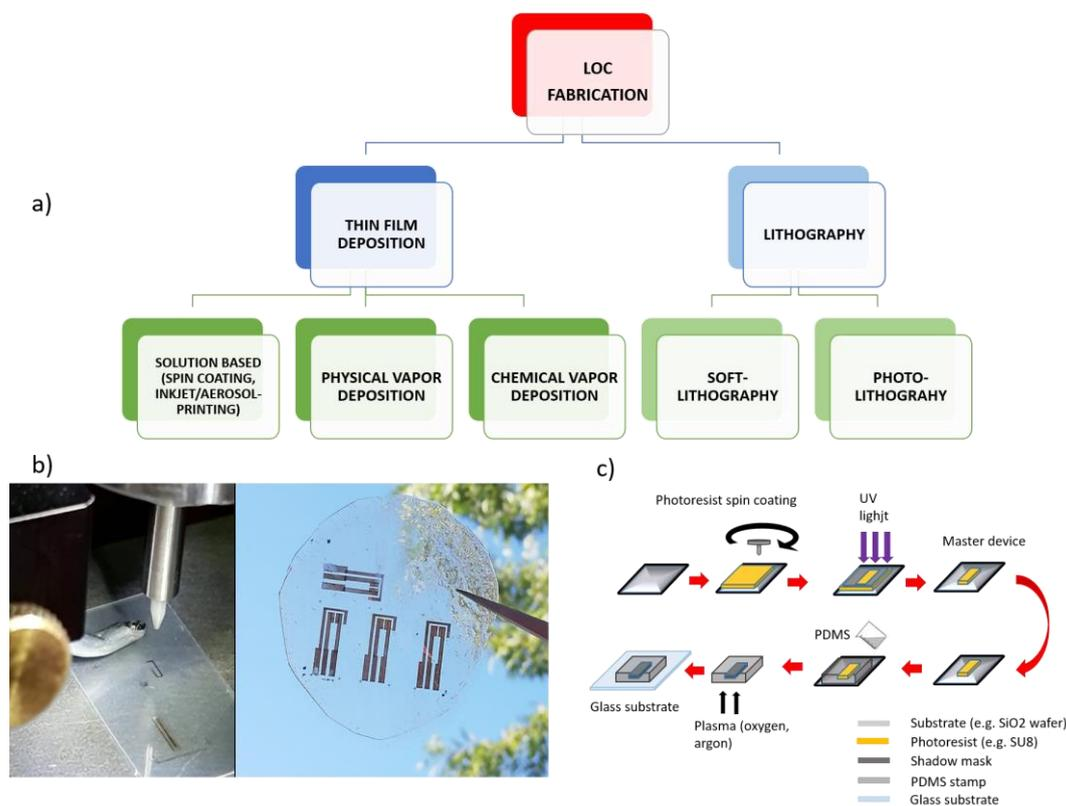 LOC
FABRICATION
a)
THIN FILM
DEPOSITION
LITHOGRAPHY
SOLUTION BASED
(SPIN COATING,
INKJET/AEROSOL-
PRINTING)
PHYSICAL VAPOR
DEPOSITION
CHEMICAL VAPOR
DEPOSITION
SOFT-
LITHOGRAPHY
PHOTO-
LITHOGRAHY
b)
c)
Photoresist spin coating
UV
lighjt
Master device
PDMS
Glass substrate
Plasma (oxygen,
argon)
Substrate (e.g. SiO2 wafer)
Photoresist (e.g. SU8)
Shadow mask
PDMS stamp
Glass substrate